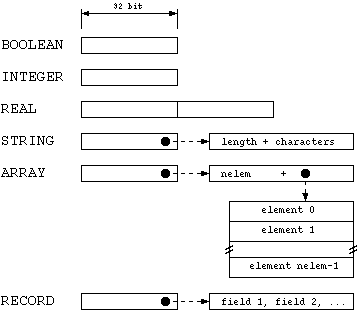 32 bit
BOOLEAN
INTEGER
REAL
STRING
length + characters
ARRAY
nelem +
element 0
element 1
element nelem-1
RECORD
field 1, field 2, ...